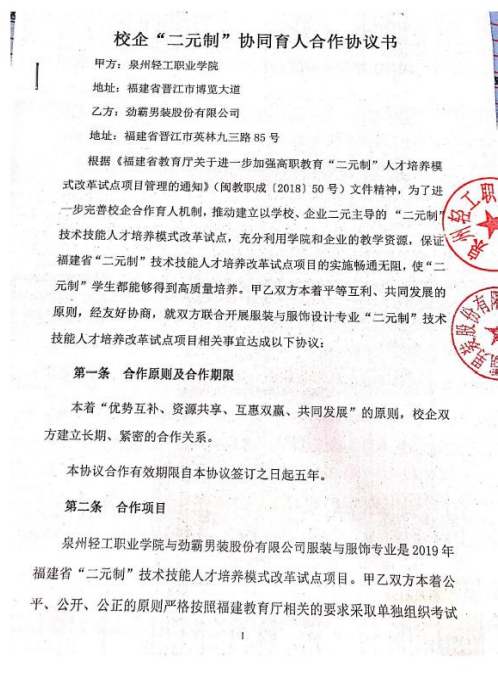 校企“二元制”协同育人合作协议书
甲方：泉州轻工职业学院
地址：福建省晋江市博览大道
乙方：劲霸男装股份有限公司
地址：福建省晋江市英林九三路 85 号
根据《福建省教育厅关于进一步加强高职教育“二元制”人才培养模
式改革试点项目管理的通知》（闽教职成〔2018〕50 号）文件精神，为了进
一步完善校企合作育人机制，推动建立以学校、企业二元主导的 “二元制”
技术技能人才培养模式改革试点，充分利用学院和企业的教学资源，保证
福建省“二元制”技术技能人才培养改革试点项目的实施畅通无阻，使“二
元制”学生都能够得到高质量培养。甲乙双方本着平等互利、共同发展的
原则，经友好协商，就双方联合开展服装与服饰设计专业“二元制”技术
技能人才培养改革试点项目相关事宜达成以下协议：
第一条 合作原则及合作期限
本着“优势互补、资源共享、互惠双赢、共同发展”的原则，校企双
方建立长期、紧密的合作关系。
本协议合作有效期限自本协议签订之日起五年。
第二条 合作项目
泉州轻工职业学院与劲霸男装股份有限公司服装与服饰专业是 2019 年
福建省“二元制”技术技能人才培养模式改革试点项目。甲乙双方本着公
平、公开、公正的原则严格按照福建教育厅相关的要求采取单独组织考试
1
泉州轻工职
男装股份有限